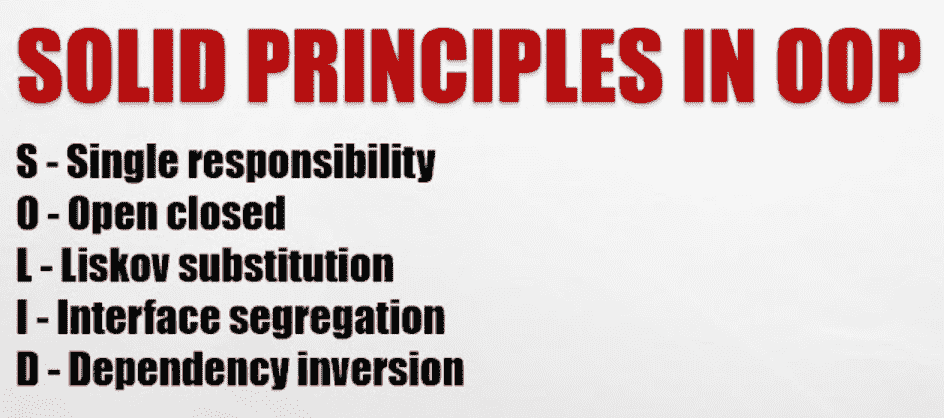 SOLID PRINCIPLES IN OOP
S - Single responsibility
O - Open closed
L - Liskov substitution
I - Interface segregation
D - Dependency inversion